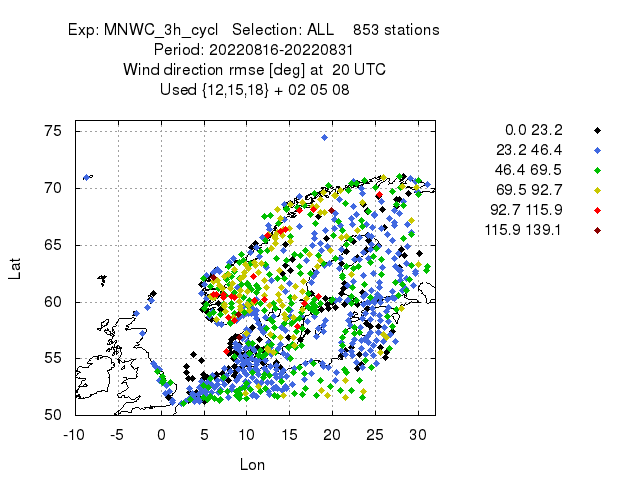 Exp: MNWC_3h_cycl   Selection: ALL    853 stations
Period: 20220816-20220831
Wind direction rmse [deg] at  20 UTC
Used {12,15,18} + 02 05 08
0.0 23.2
23.2 46.4
46.4 69.5
69.5 92.7
92.7 115.9
115.9 139.1
75
70
65
60
55
50
Lat
-10 -5 0 5 10 15 20 25 30
Lon